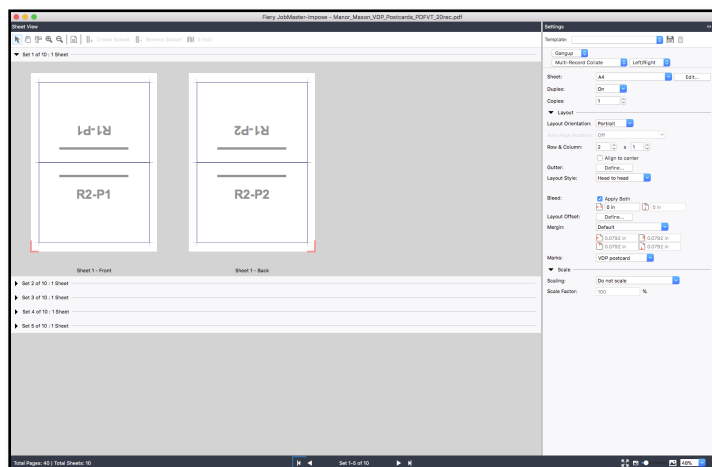 Fiery JobMaster-Impose - Manor_Mason_VDP_Postcards_PDFVT_20rec.pdf
Sheet View
Create Subset Remove Subset Z-Fold
Set 1 of 10 : 1 Sheet
R1-P1 R1-P2
R2-P1 R2-P2
Sheet 1 - Front Sheet 1 - Back
Set 2 of 10 : 1 Sheet
Set 3 of 10 : 1 Sheet
Set 4 of 10 : 1 Sheet
Set 5 of 10 : 1 Sheet
Total Pages: 40 | Total Sheets: 10
Set 1-5 of 10
48%
Settings
Template:
Gangup
Multi-Record Collate Left/Right
Sheet: A4 Edit...
Duplex: On
Copies: 1
Layout
Layout Orientation: Portrait
Auto Page Rotation: Off
Row & Column: 2 x 1
Align to center
Gutter: Define...
Layout Style: Head to head
Bleed: Apply Both
0 in 0 in
Layout Offset: Define...
Margin: Default
0.0792 in 0.0792 in
0.0792 in 0.0792 in
Marks: VDP postcard
Scale
Scaling: Do not scale
Scale Factor: 100 %